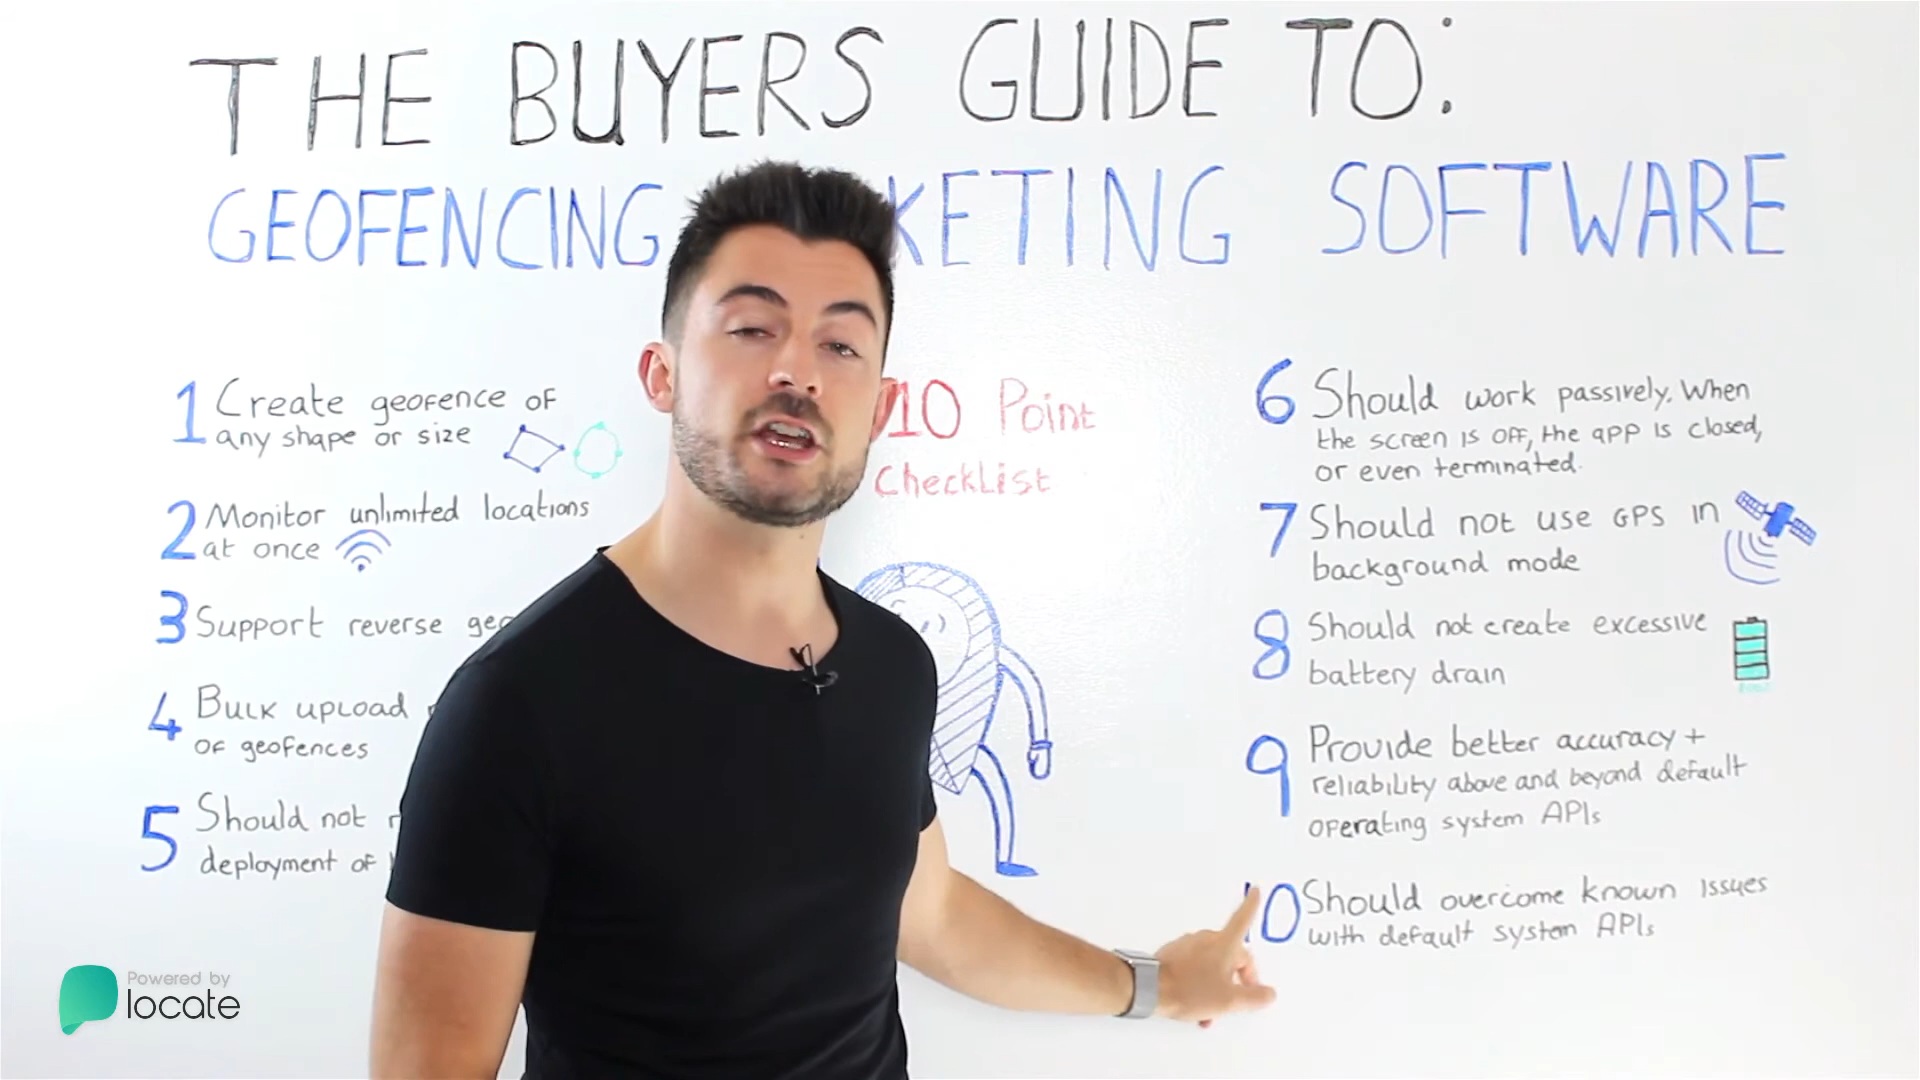 THE BUYERS GUIDE TO:
GEOFENCING KETING SOFTWARE
1 Create geofence of
any shape or size
2 Monitor unlimited locations
at once
3 Support reverse
4 Bulk upload
of geofences
5 Should not
deployment of
10 Point
Checklist
6 Should work passively. When
the screen is off, the app is closed,
or even terminated.
7 Should not use GPS in
background mode
8 Should not create excessive
battery drain
9 Provide better accuracy +
reliability above and beyond default
operating system APIs
10 Should overcome known issues
with default system APIs
Powered by
locate